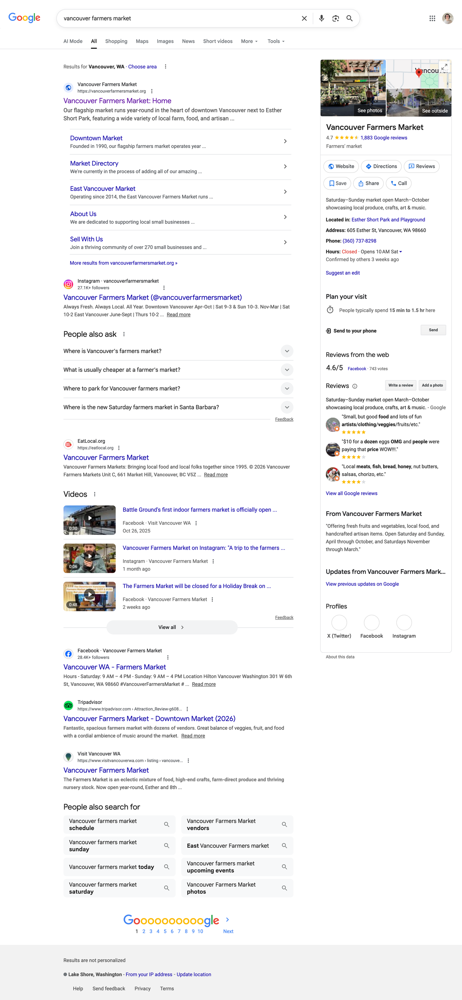 Google
vancouver farmers market
AI Mode All Shopping Maps Images News Short videos More Tools
Results for Vancouver, WA · Choose area
Vancouver Farmers Market
https://vancouverfarmersmarket.org
Vancouver Farmers Market: Home
Our flagship market runs year-round in the heart of downtown Vancouver next to Esther
Short Park, featuring a wide variety of local farm, food, and artisan ...
Downtown Market
Founded in 1990, our flagship farmers market operates year ...
Market Directory
We're currently in the process of adding all of our amazing ...
East Vancouver Market
Operating since 2014, the East Vancouver Farmers Market runs ...
About Us
We are dedicated to supporting local small businesses ...
Sell With Us
Join a thriving community of over 270 small businesses and ...
More results from vancouverfarmersmarket.org »
Instagram · vancouverfarmersmarket
27.1K+ followers
Vancouver Farmers Market (@vancouverfarmersmarket)
Always Fresh. Always Local. All Year. Downtown Vancouver Apr-Oct | Sat 9-3 & Sun 10-3. Nov-Mar | Sat
10-2 East Vancouver June-Sept | Thurs 10-2 ... Read more
People also ask
Where is Vancouver's farmers market?
What is usually cheaper at a farmer's market?
Where to park for Vancouver farmers market?
Where is the new Saturday farmers market in Santa Barbara?
Feedback
EatLocal.org
https://eatlocal.org
Vancouver Farmers Market
Vancouver Farmers Markets: Bringing local food and local folks together since 1995. © 2026 Vancouver
Farmers Markets Unit C, 661 Market Hill, Vancouver, BC V5Z ... Read more
Videos
0:30
Battle Ground's first indoor farmers market is officially open ...
Facebook · Visit Vancouver WA
Oct 26, 2025
0:06
Vancouver Farmers Market on Instagram: "A trip to the farmers ...
Instagram · Vancouver Farmers Market
1 month ago
0:48
The Farmers Market will be closed for a Holiday Break on ...
Facebook · Vancouver Farmers Market
2 weeks ago
Feedback
View all
Facebook · Vancouver Farmers Market
28.4K+ followers
Vancouver WA - Farmers Market
Hours - Saturday: 9 AM – 4 PM - Sunday: 9 AM – 4 PM Location Hilton Vancouver Washington 301 W 6th
St, Vancouver, WA 98660 #VancouverFarmersMarket # ... Read more
Tripadvisor
https://www.tripadvisor.com › Attraction_Review-g608...
Vancouver Farmers Market - Downtown Market (2026)
Fantastic, spacious farmers market with dozens of vendors. Great balance of veggies, fruit, and food
with a cordial ambience of music around the market. Read more
Visit Vancouver WA
https://www.visitvancouverwa.com › listing › vancouve...
Vancouver Farmers Market
The Farmers Market is an eclectic mixture of food, high-end crafts, farm-direct produce and thriving
nursery stock. Now open year-round, Esther and 8th ...
People also search for
Vancouver farmers market
schedule
Vancouver Farmers Market
vendors
Vancouver farmers market
sunday
East Vancouver Farmers market
Vancouver farmers market today
Vancouver farmers market
upcoming events
Vancouver farmers market
saturday
Vancouver Farmers Market
photos
Goooooooooogle
1 2 3 4 5 6 7 8 9 10 Next
See photos
Vancouver
See outside
Vancouver Farmers Market
4.7 1,883 Google reviews
Farmers' market
Website Directions Reviews
Save Share Call
Saturday–Sunday market open March–October
showcasing local produce, crafts, art & music.
Located in: Esther Short Park and Playground
Address: 605 Esther St, Vancouver, WA 98660
Phone: (360) 737-8298
Hours: Closed · Opens 10 AM Sat
Confirmed by others 3 weeks ago
Suggest an edit
Plan your visit
People typically spend 15 min to 1.5 hr here
Send to your phone Send
Reviews from the web
4.6/5 Facebook · 743 votes
Reviews Write a review Add a photo
Saturday–Sunday market open March–October
showcasing local produce, crafts, art & music. - Google
"Small, but good food and lots of fun
artists/clothing/veggies/fruits/etc."
"$10 for a dozen eggs OMG and people were
paying that price WOW!!!."
"Local meats, fish, bread, honey, nut butters,
salsas, chorizo, etc."
View all Google reviews
From Vancouver Farmers Market
"Offering fresh fruits and vegetables, local food, and
handcrafted artisan items. Open Saturday and Sunday,
April through October, and Saturdays November
through March."
Updates from Vancouver Farmers Mark...
View previous updates on Google
Profiles
X (Twitter) Facebook Instagram
About this data
Results are not personalized
Lake Shore, Washington - From your IP address - Update location
Help Send feedback Privacy Terms